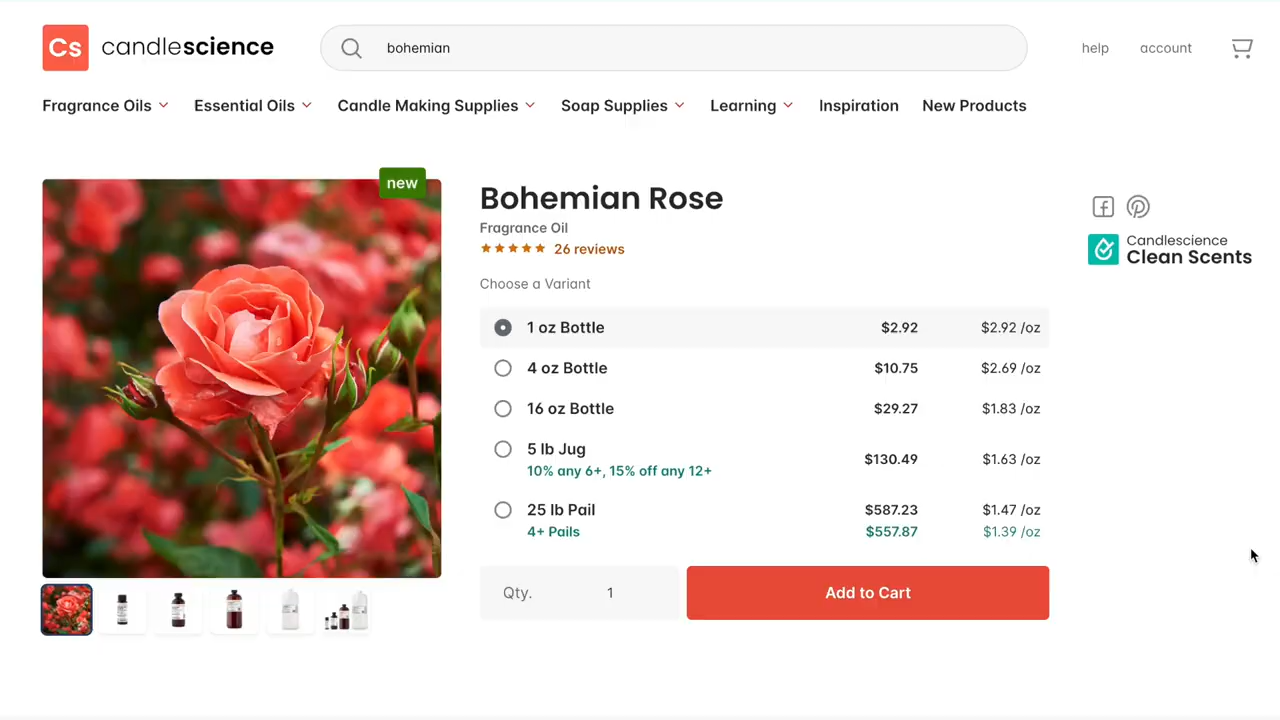 Cs candlescience
bohemian
help account
Fragrance Oils Essential Oils Candle Making Supplies Soap Supplies Learning Inspiration New Products
new
Bohemian Rose
Fragrance Oil
26 reviews
Choose a Variant
1 oz Bottle $2.92 $2.92 /oz
4 oz Bottle $10.75 $2.69 /oz
16 oz Bottle $29.27 $1.83 /oz
5 lb Jug $130.49 $1.63 /oz
10% any 6+, 15% off any 12+
25 lb Pail $587.23 $1.47 /oz
4+ Pails $557.87 $1.39 /oz
Qty. 1 Add to Cart
Candlescience
Clean Scents